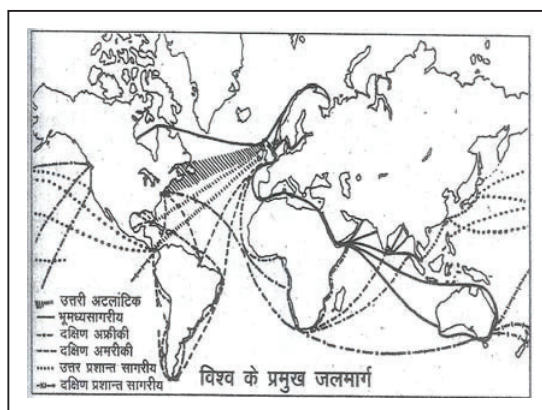 उत्तरी अटलांटिक
भूमध्यसागरीय
दक्षिण अफ्रीकी
दक्षिण अमरीकी
उत्तर प्रशान्त सागरीय
दक्षिण प्रशान्त सागरीय
विश्व के प्रमुख जलमार्ग